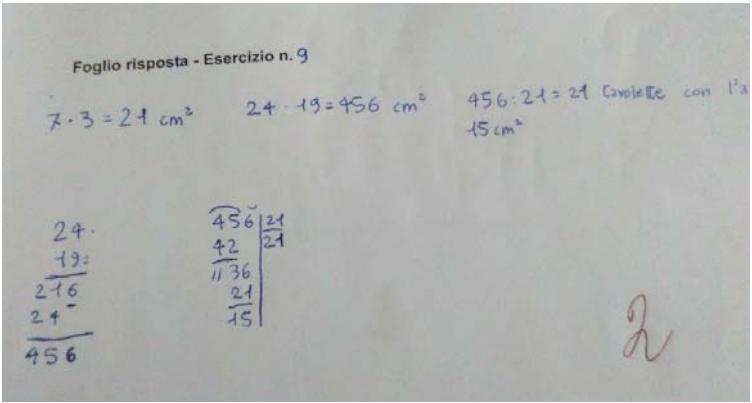 Foglio risposta - Esercizio n. 9
7 · 3 = 21 cm²
24 · 19 = 456 cm²
456 : 21 = 21 tavolette con l'a
15 cm²
24 ·
19 =
216
24 -
456
456 | 21
42 | 21
// 36
21
15
2